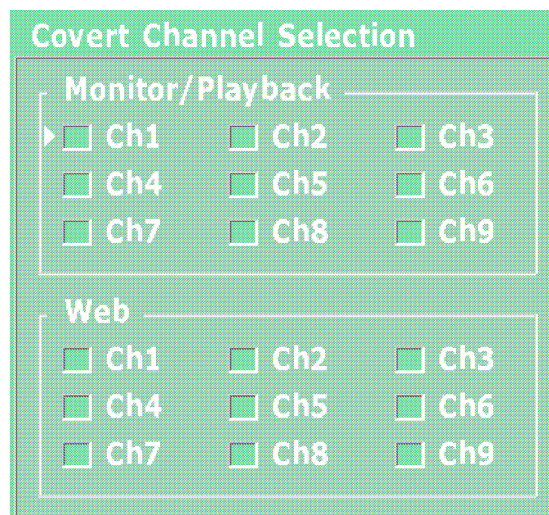 Covert Channel Selection
Monitor/Playback
Ch1 Ch2 Ch3
Ch4 Ch5 Ch6
Ch7 Ch8 Ch9
Web
Ch1 Ch2 Ch3
Ch4 Ch5 Ch6
Ch7 Ch8 Ch9